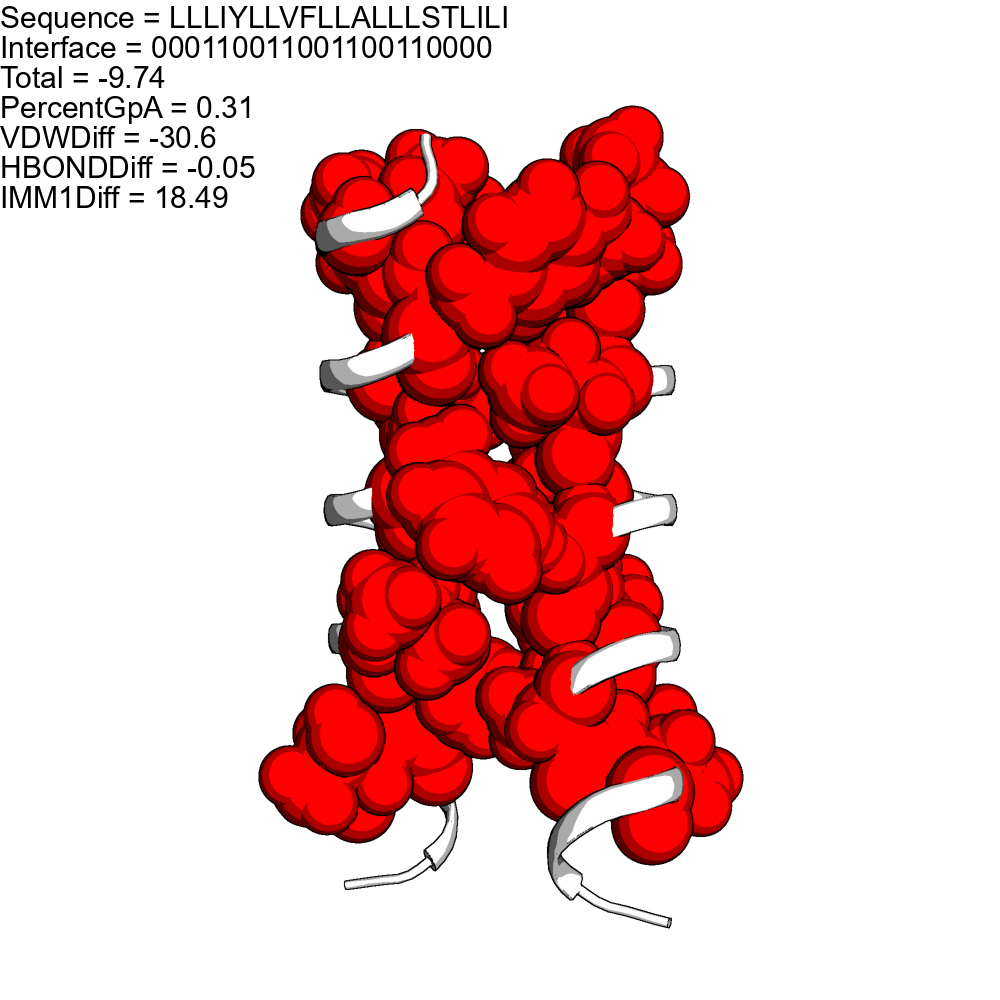 Sequence = LLLIYLLVFLLALLLSTLILI
Interface = 000110011001100110000
Total = -9.74
PercentGpA = 0.31
VDWDiff = -30.6
HBONDDiff = -0.05
IMM1Diff = 18.49